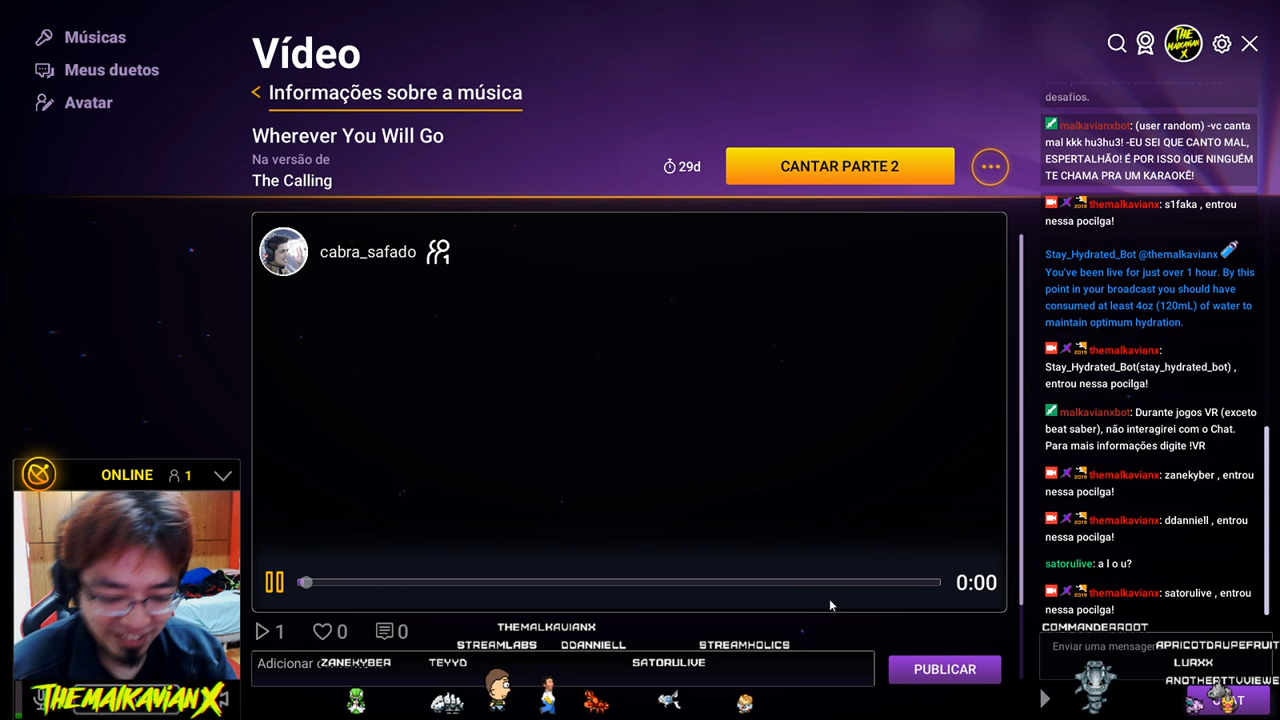 Músicas
Meus duetos
Avatar
Vídeo
< Informações sobre a música
Wherever You Will Go
Na versão de
The Calling
29d
CANTAR PARTE 2
THE
MALKAVIAN
X
cabra_safado
0:00
1
0
0
Adicionar
PUBLICAR
ONLINE
1
THEMALKAVIANX
desafios.
malkavianxbot: (user random) -vc canta
mal kkk hu3hu3! -EU SEI QUE CANTO MAL,
ESPERTALHÃO! É POR ISSO QUE NINGUÉM
TE CHAMA PRA UM KARAOKÊ!
themalkavianx: s1faka , entrou
nessa pocilga!
Stay_Hydrated_Bot @themalkavianx
You've been live for just over 1 hour. By this
point in your broadcast you should have
consumed at least 4oz (120mL) of water to
maintain optimum hydration.
themalkavianx:
Stay_Hydrated_Bot(stay_hydrated_bot) ,
entrou nessa pocilga!
malkavianxbot: Durante jogos VR (exceto
beat saber), não interagirei com o Chat.
Para mais informações digite !VR
themalkavianx: zanekyber , entrou
nessa pocilga!
themalkavianx: ddanniell , entrou
nessa pocilga!
satorulive: a l o u?
themalkavianx: satorulive , entrou
nessa pocilga!
COMMANDERROOT
Enviar uma mensagem
APRICOTDRUPEFRUIT
LURXX
ANOTHERTTVVIEWE
THEMALKAVIANX
STREAMLABS
DDANNIELL
STREAMHOLICS
ZANEKYBER
TEYYD
SATORULIVE